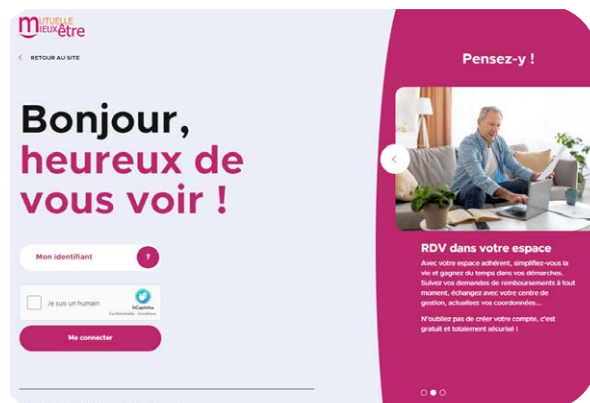 MUTUELLE
MIEUX être
RETOUR AU SITE
Bonjour,
heureux de
vous voir !
Mon identifiant
?
Je suis un humain
hCaptcha
Confidentialité Conditions
Me connecter
Pensez-y !
RDV dans votre espace
Avec votre espace adhérent, simplifiez-vous la
vie et gagnez du temps dans vos démarches.
Suivez vos demandes de remboursements à tout
moment, échangez avec votre centre de
gestion, actualisez vos coordonnées...
N'oubliez pas de créer votre compte, c'est
gratuit et totalement sécurisé !